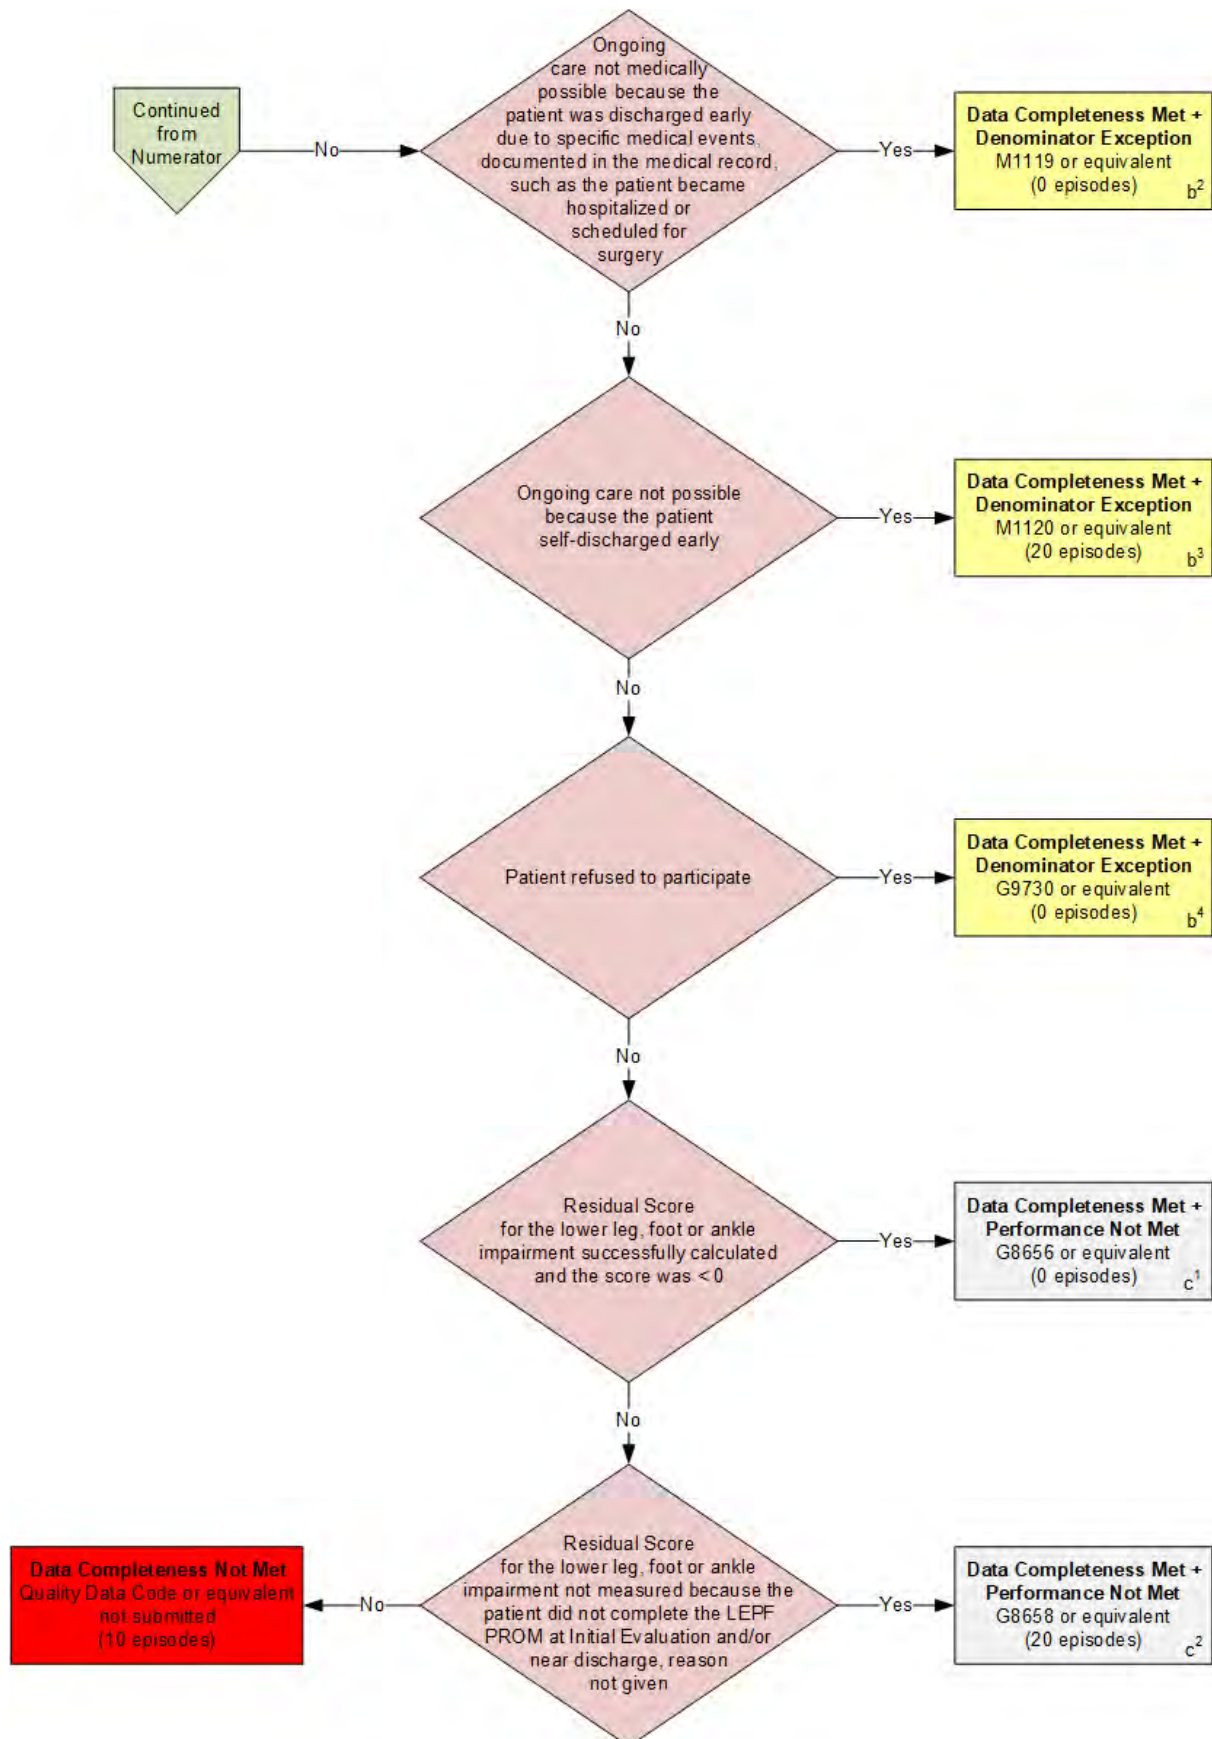 Continued
from
Numerator
No
Ongoing
care not medically
possible because the
patient was discharged early
due to specific medical events,
documented in the medical record,
such as the patient became
hospitalized or
scheduled for
surgery
Yes
Data Completeness Met +
Denominator Exception
M1119 or equivalent
(0 episodes)
b²
No
Ongoing care not possible
because the patient
self-discharged early
Yes
Data Completeness Met +
Denominator Exception
M1120 or equivalent
(20 episodes)
b³
No
Patient refused to participate
Yes
Data Completeness Met +
Denominator Exception
G9730 or equivalent
(0 episodes)
b⁴
No
Residual Score
for the lower leg, foot or ankle
impairment successfully calculated
and the score was < 0
Yes
Data Completeness Met +
Performance Not Met
G8656 or equivalent
(0 episodes)
c¹
No
Data Completeness Not Met
Quality Data Code or equivalent
not submitted
(10 episodes)
No
Residual Score
for the lower leg, foot or ankle
impairment not measured because the
patient did not complete the LEPF
PROM at Initial Evaluation and/or
near discharge, reason
not given
Yes
Data Completeness Met +
Performance Not Met
G8658 or equivalent
(20 episodes)
c²